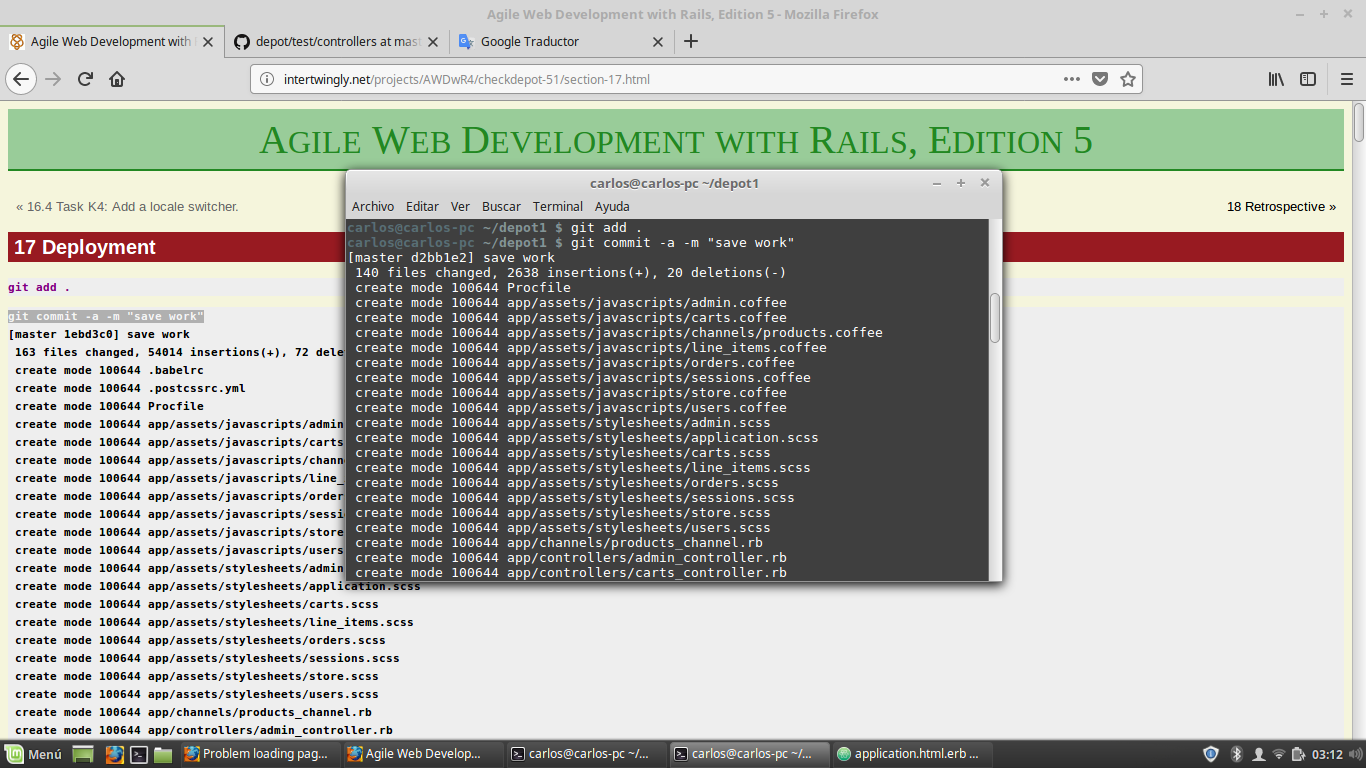 Agile Web Development with Rails, Edition 5 - Mozilla Firefox
Agile Web Development with
depot/test/controllers at mas
Google Traductor
intertwingly.net/projects/AWDwR4/checkdepot-51/section-17.html
Agile Web Development with Rails, Edition 5
« 16.4 Task K4: Add a locale switcher.
18 Retrospective »
17 Deployment
git add .
git commit -a -m "save work"
[master 1ebd3c0] save work
163 files changed, 54014 insertions(+), 72 dele
create mode 100644 .babelrc
create mode 100644 .postcssrc.yml
create mode 100644 Procfile
create mode 100644 app/assets/javascripts/admin
create mode 100644 app/assets/javascripts/carts
create mode 100644 app/assets/javascripts/chann
create mode 100644 app/assets/javascripts/line_
create mode 100644 app/assets/javascripts/order
create mode 100644 app/assets/javascripts/sessi
create mode 100644 app/assets/javascripts/store
create mode 100644 app/assets/javascripts/users
create mode 100644 app/assets/stylesheets/admin
create mode 100644 app/assets/stylesheets/application.scss
create mode 100644 app/assets/stylesheets/carts.scss
create mode 100644 app/assets/stylesheets/line_items.scss
create mode 100644 app/assets/stylesheets/orders.scss
create mode 100644 app/assets/stylesheets/sessions.scss
create mode 100644 app/assets/stylesheets/store.scss
create mode 100644 app/assets/stylesheets/users.scss
create mode 100644 app/channels/products_channel.rb
create mode 100644 app/controllers/admin_controller.rb
carlos@carlos-pc ~/depot1
Archivo Editar Ver Buscar Terminal Ayuda
carlos@carlos-pc ~/depot1 $ git add .
carlos@carlos-pc ~/depot1 $ git commit -a -m "save work"
[master d2bb1e2] save work
140 files changed, 2638 insertions(+), 20 deletions(-)
create mode 100644 Procfile
create mode 100644 app/assets/javascripts/admin.coffee
create mode 100644 app/assets/javascripts/carts.coffee
create mode 100644 app/assets/javascripts/channels/products.coffee
create mode 100644 app/assets/javascripts/line_items.coffee
create mode 100644 app/assets/javascripts/orders.coffee
create mode 100644 app/assets/javascripts/sessions.coffee
create mode 100644 app/assets/javascripts/store.coffee
create mode 100644 app/assets/javascripts/users.coffee
create mode 100644 app/assets/stylesheets/admin.scss
create mode 100644 app/assets/stylesheets/application.scss
create mode 100644 app/assets/stylesheets/carts.scss
create mode 100644 app/assets/stylesheets/line_items.scss
create mode 100644 app/assets/stylesheets/orders.scss
create mode 100644 app/assets/stylesheets/sessions.scss
create mode 100644 app/assets/stylesheets/store.scss
create mode 100644 app/assets/stylesheets/users.scss
create mode 100644 app/channels/products_channel.rb
create mode 100644 app/controllers/admin_controller.rb
create mode 100644 app/controllers/carts_controller.rb
Menú
Problem loading pag...
Agile Web Develop...
carlos@carlos-pc ~/...
carlos@carlos-pc ~/...
application.html.erb ...
03:12